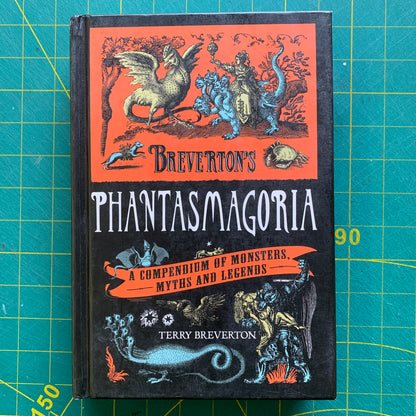 BREVERTON'S
PHANTASMAGORIA
A COMPENDIUM OF MONSTERS,
MYTHS AND LEGENDS
TERRY BREVERTON
90
150